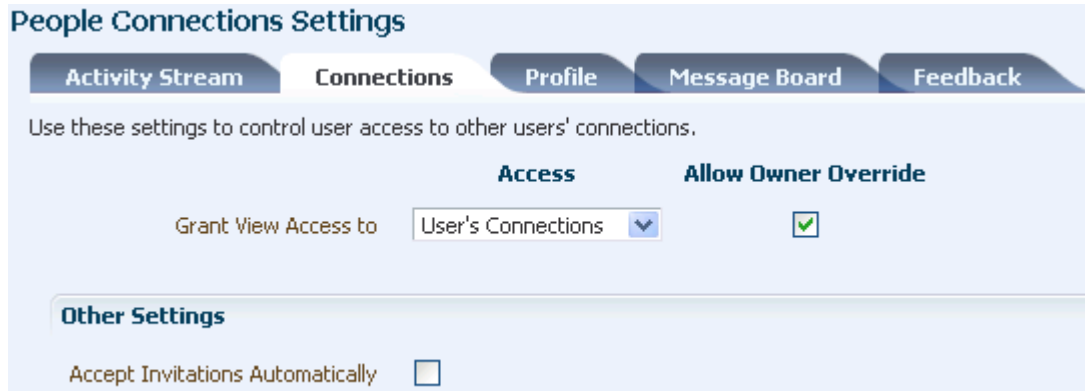 People Connections Settings
Activity Stream Connections Profile Message Board Feedback
Use these settings to control user access to other users' connections.
Access Allow Owner Override
Grant View Access to User's Connections
Other Settings
Accept Invitations Automatically